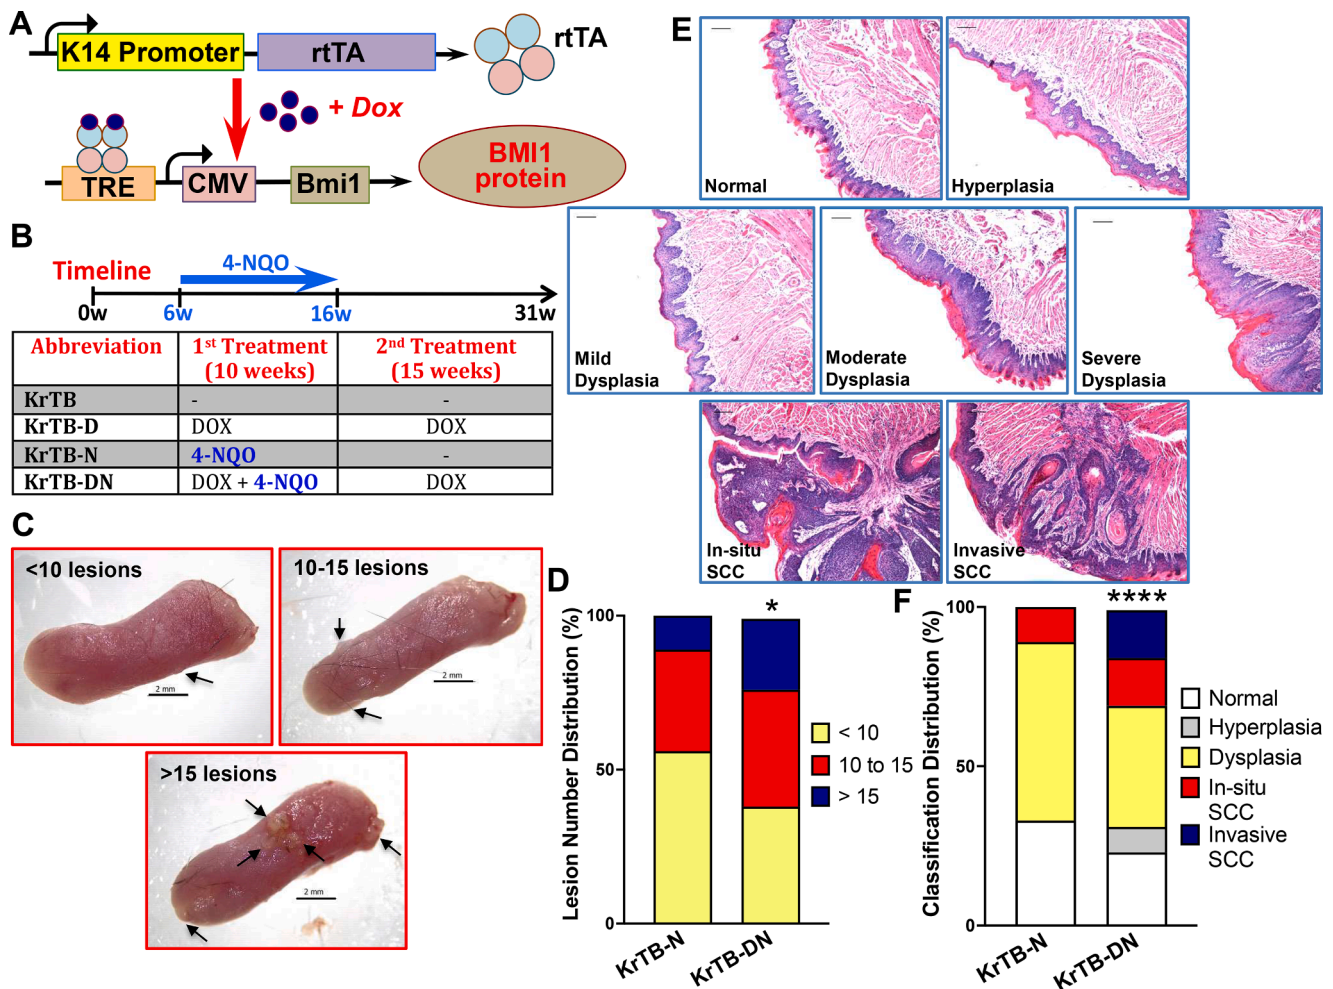 A
K14 Promoter
rtTA
rtTA
+ Dox
TRE
CMV
Bmi1
BMI1
protein
B
Timeline
4-NQO
0w
6w
16w
31w
Abbreviation
1st Treatment
(10 weeks)
2nd Treatment
(15 weeks)
KrTB
-
-
KrTB-D
DOX
DOX
KrTB-N
4-NQO
-
KrTB-DN
DOX + 4-NQO
DOX
C
<10 lesions
2 mm
10-15 lesions
2 mm
>15 lesions
2 mm
D
Lesion Number Distribution (%)
100
50
0
*
KrTB-N
KrTB-DN
< 10
10 to 15
> 15
E
Normal
Hyperplasia
Mild
Dysplasia
Moderate
Dysplasia
Severe
Dysplasia
In-situ
SCC
Invasive
SCC
F
Classification Distribution (%)
100
50
0
****
KrTB-N
KrTB-DN
Normal
Hyperplasia
Dysplasia
In-situ
SCC
Invasive
SCC